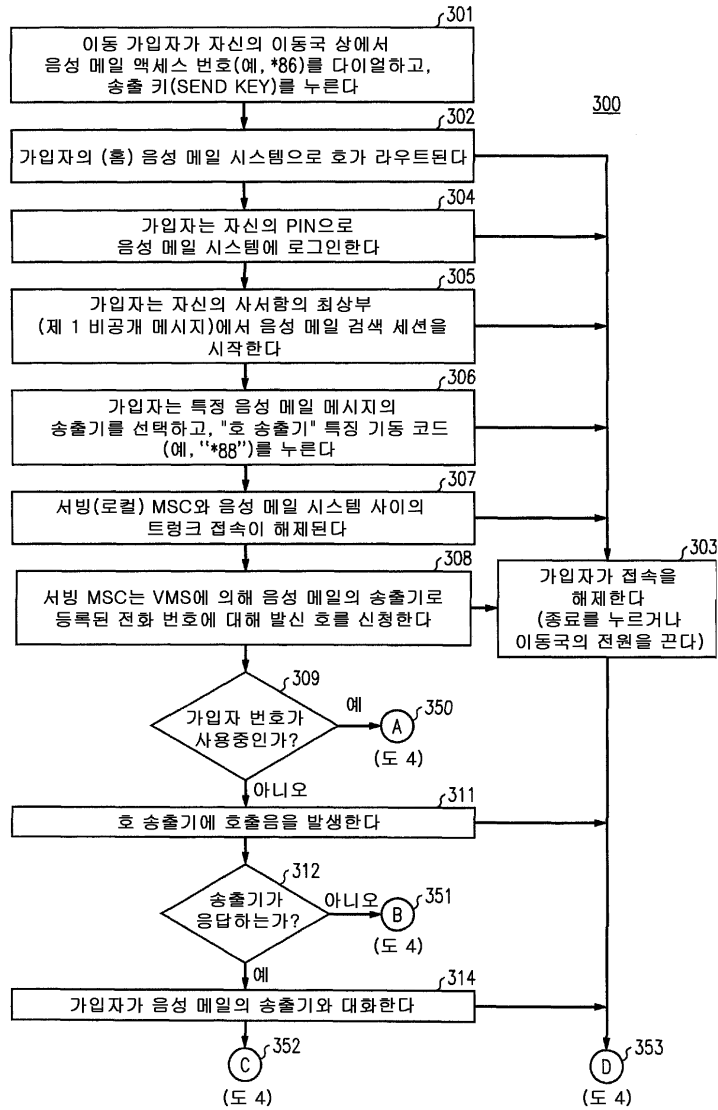 301
이동 가입자가 자신의 이동국 상에서
음성 메일 액세스 번호(예, *86)를 다이얼하고,
송출 키(SEND KEY)를 누른다
300
302
가입자의 (홈) 음성 메일 시스템으로 호가 라우트된다
304
가입자는 자신의 PIN으로
음성 메일 시스템에 로그인한다
305
가입자는 자신의 사서함의 최상부
(제 1 비공개 메시지)에서 음성 메일 검색 세션을
시작한다
306
가입자는 특정 음성 메일 메시지의
송출기를 선택하고, "호 송출기" 특징 기동 코드
(예, "*88")를 누른다
307
서빙(로컬) MSC와 음성 메일 시스템 사이의
트렁크 접속이 해제된다
308
서빙 MSC는 VMS에 의해 음성 메일의 송출기로
등록된 전화 번호에 대해 발신 호를 신청한다
303
가입자가 접속을
해제한다
(종료를 누르거나
이동국의 전원을 끈다)
309
가입자 번호가
사용중인가?
예
A
350
(도 4)
아니오
311
호 송출기에 호출음을 발생한다
312
송출기가
응답하는가?
아니오
B
351
(도 4)
예
314
가입자가 음성 메일의 송출기와 대화한다
C
352
(도 4)
D
353
(도 4)